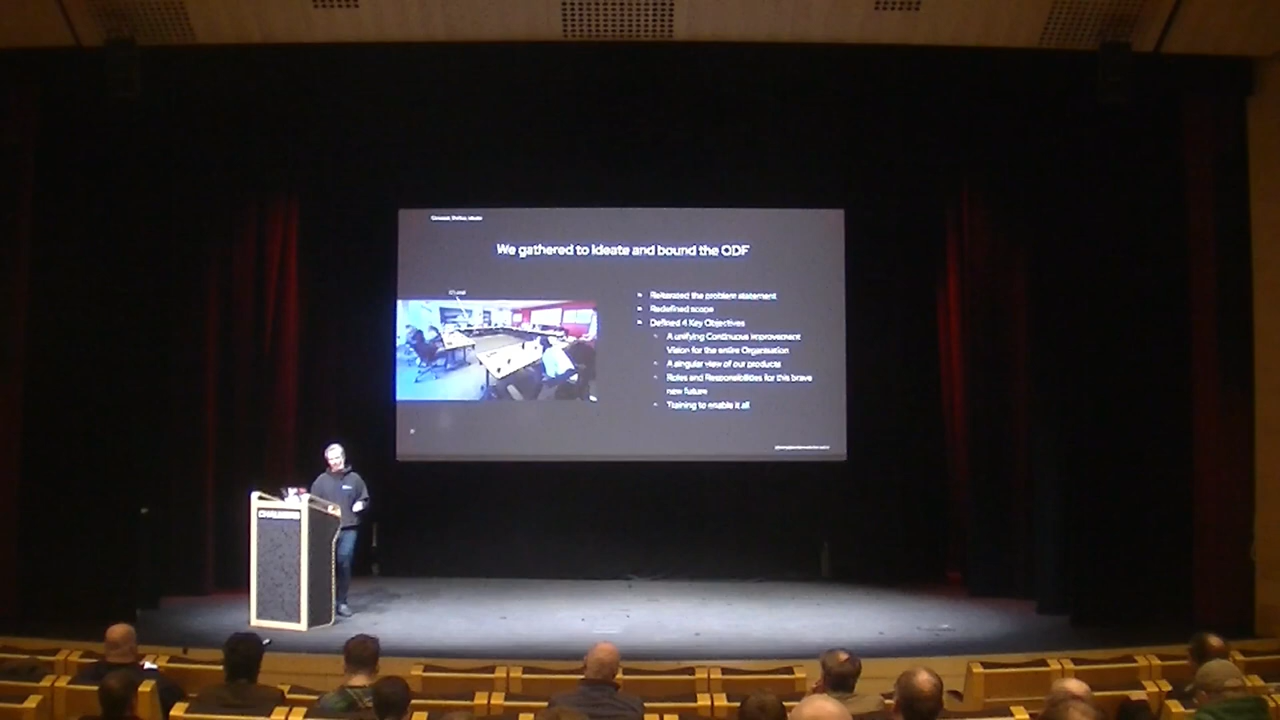 We gathered to ideate and bound the ODF
Reiterated the problem statement
Redefined scope
Defined 4 Key Objectives
A unifying Continuous Improvement
Vision for the entire Organisation
A singular view of our products
Roles and Responsibilities for this brave
new future
Training to enable it all